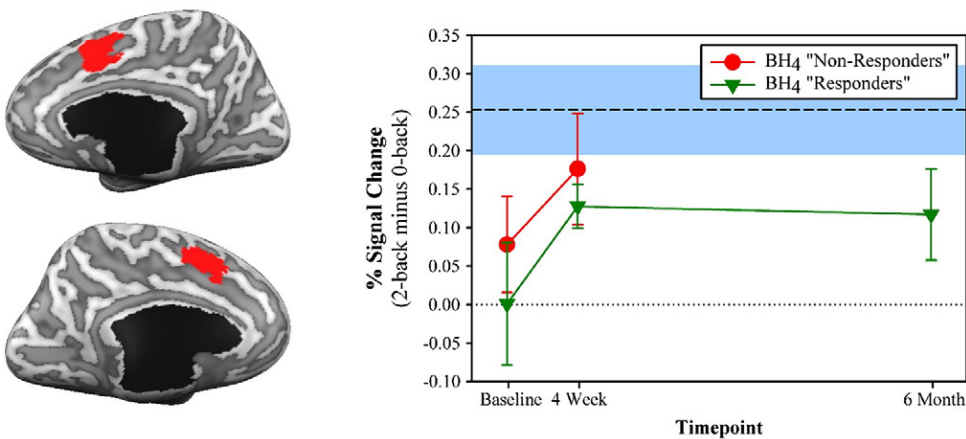 0.35
0.30
0.25
0.20
0.15
0.10
0.05
0.00
-0.05
-0.10
% Signal Change
(2-back minus 0-back)
BH4 "Non-Responders"
BH4 "Responders"
Baseline 4 Week 6 Month
Timepoint